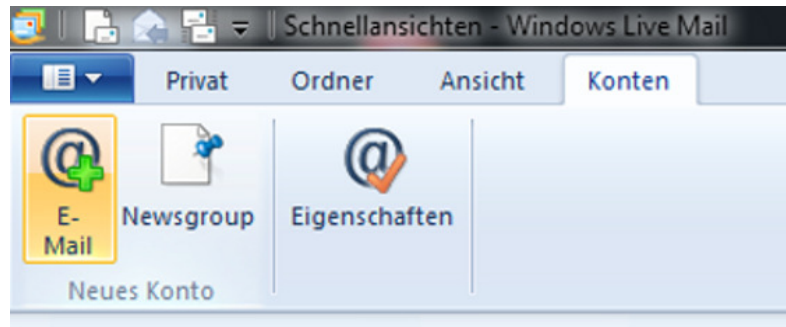 Schnellansichten - Windows Live Mail
Privat Ordner Ansicht Konten
E-
Mail
Newsgroup
Eigenschaften
Neues Konto